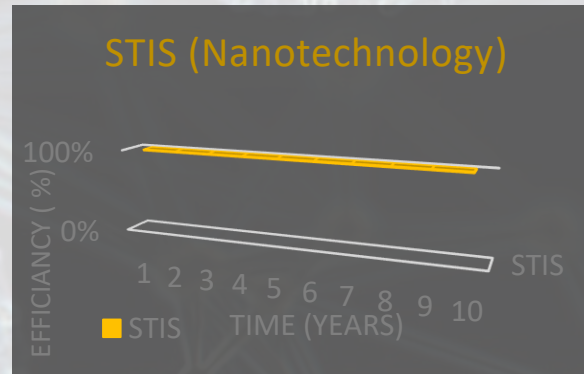 STIS (Nanotechnology)
100%
0%
EFFICIANCY ( %)
1 2 3 4 5 6 7 8 9 10
STIS
TIME (YEARS)
STIS